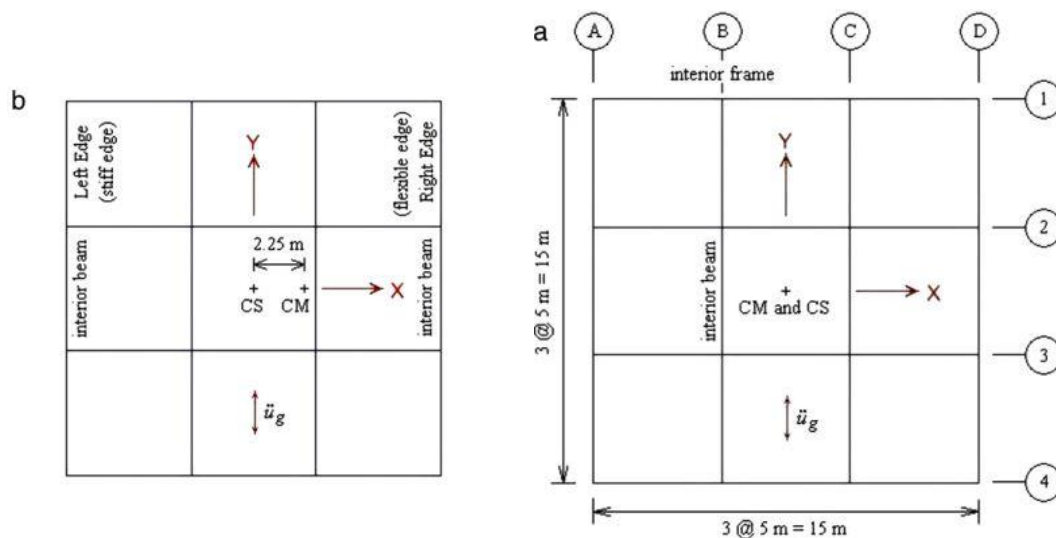 b
Left Edge
(stiff edge)
Y
(flexible edge)
Right Edge
interior beam
2.25 m
CS
CM
X
interior beam
üg
a
A
B
C
D
interior frame
1
Y
2
3 @ 5 m = 15 m
interior beam
CM and CS
X
3
üg
4
3 @ 5 m = 15 m